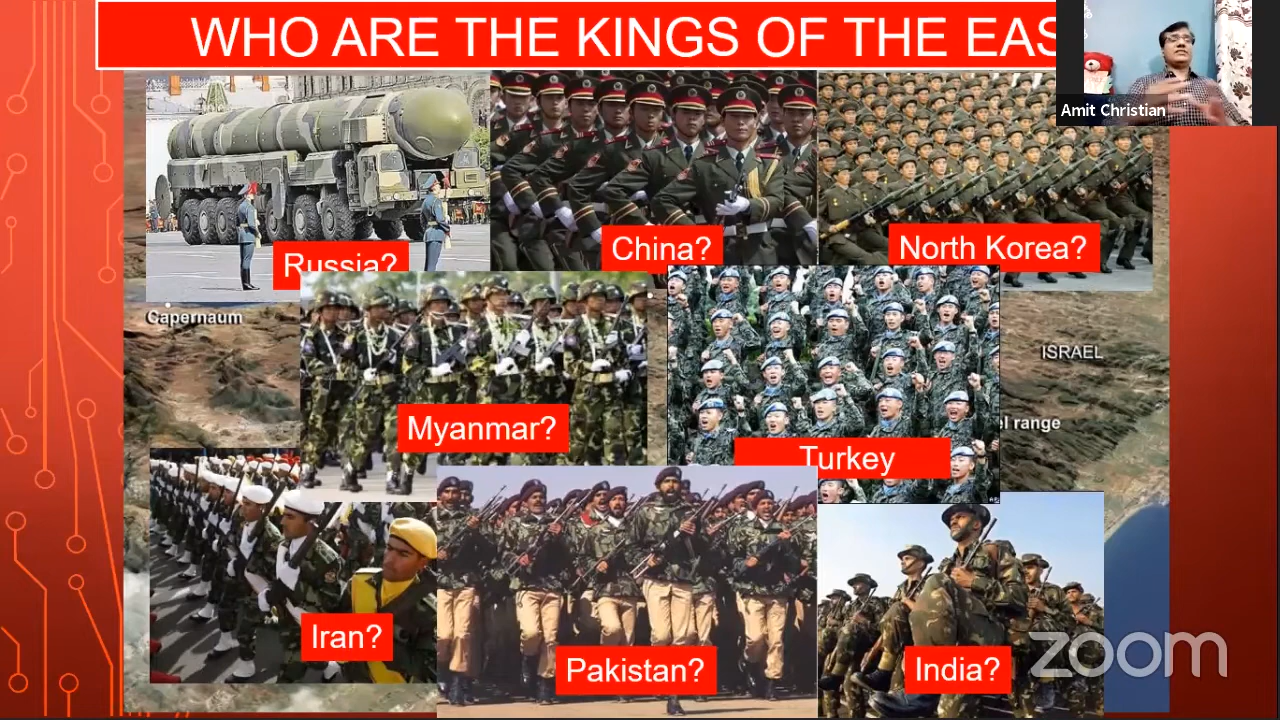 WHO ARE THE KINGS OF THE EAS
Amit Christian
Russia?
China?
North Korea?
Capernaum
ISRAEL
range
Myanmar?
Turkey
Iran?
Pakistan?
India?
zoom